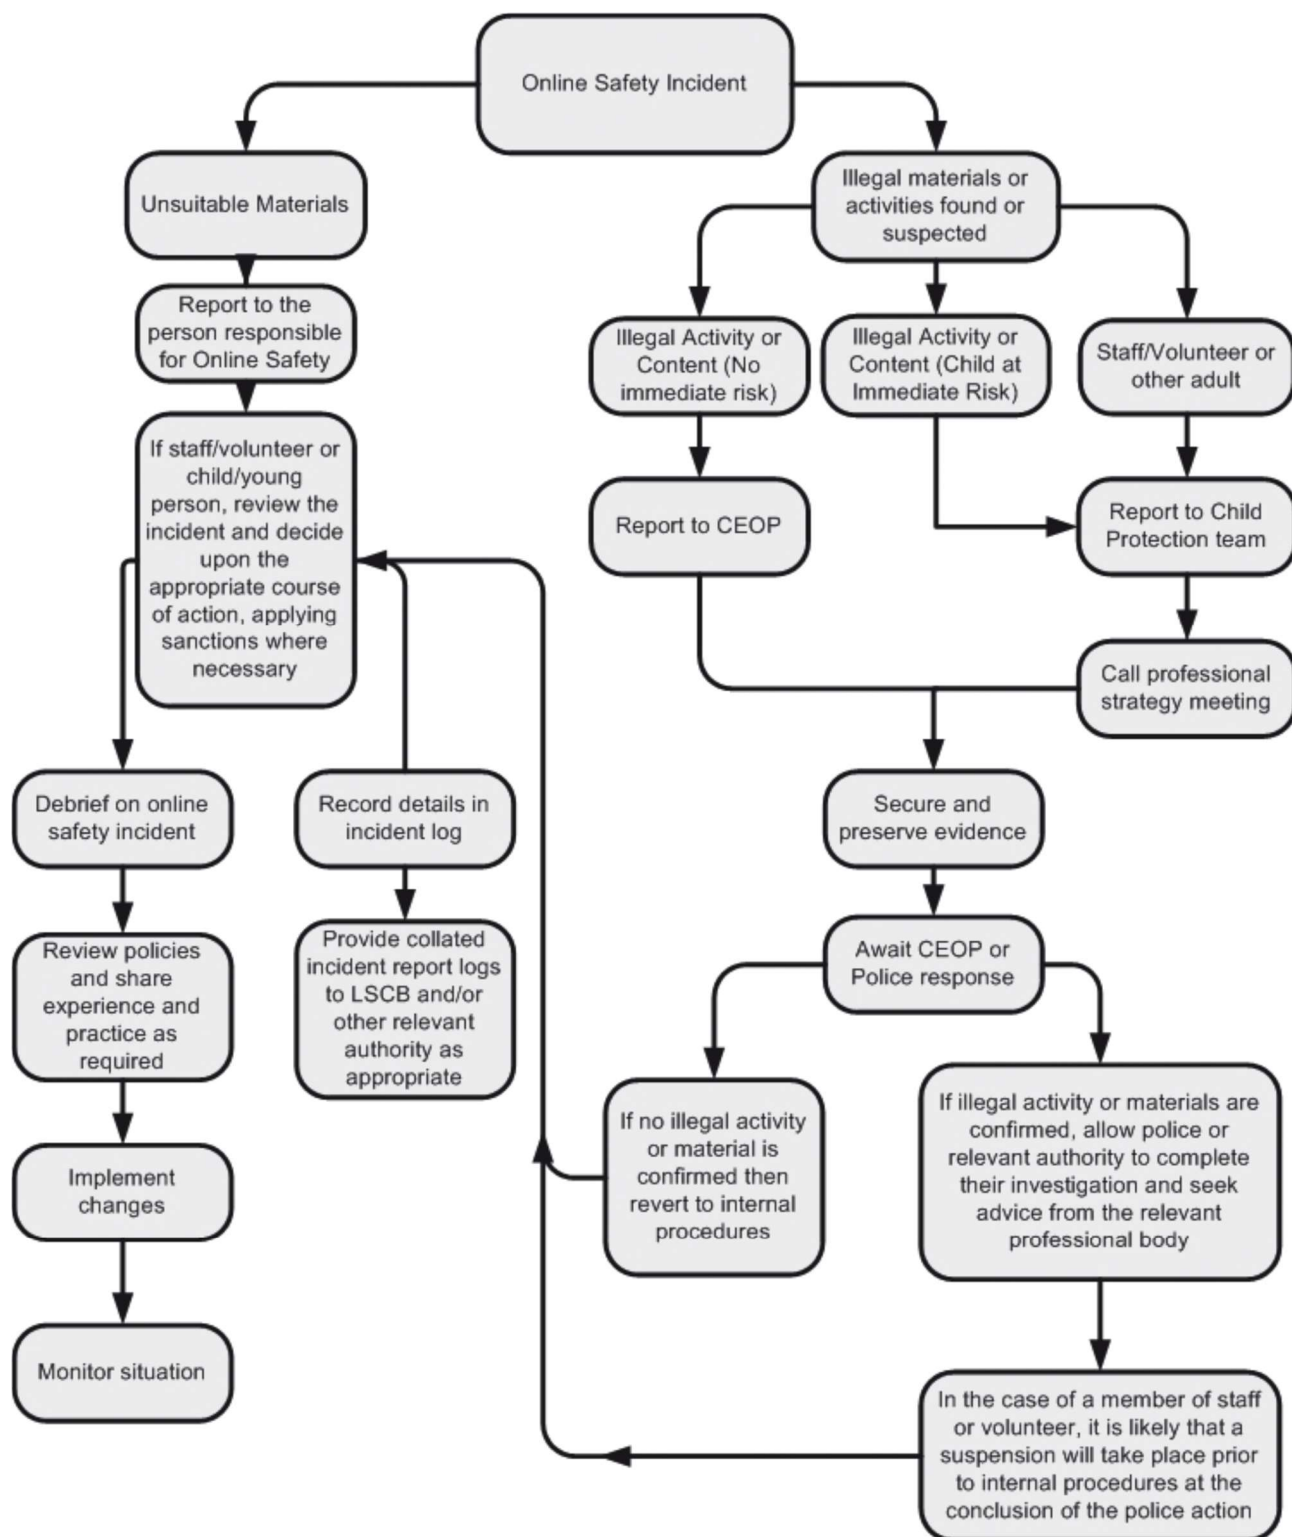 Online Safety Incident
Unsuitable Materials
Report to the
person responsible
for Online Safety
If staff/volunteer or
child/young
person, review the
incident and decide
upon the
appropriate course
of action, applying
sanctions where
necessary
Debrief on online
safety incident
Review policies
and share
experience and
practice as
required
Implement
changes
Monitor situation
Record details in
incident log
Provide collated
incident report logs
to LSCB and/or
other relevant
authority as
appropriate
Illegal materials or
activities found or
suspected
Illegal Activity or
Content (No
immediate risk)
Illegal Activity or
Content (Child at
Immediate Risk)
Staff/Volunteer or
other adult
Report to CEOP
Report to Child
Protection team
Call professional
strategy meeting
Secure and
preserve evidence
Await CEOP or
Police response
If no illegal activity
or material is
confirmed then
revert to internal
procedures
If illegal activity or materials are
confirmed, allow police or
relevant authority to complete
their investigation and seek
advice from the relevant
professional body
In the case of a member of staff
or volunteer, it is likely that a
suspension will take place prior
to internal procedures at the
conclusion of the police action